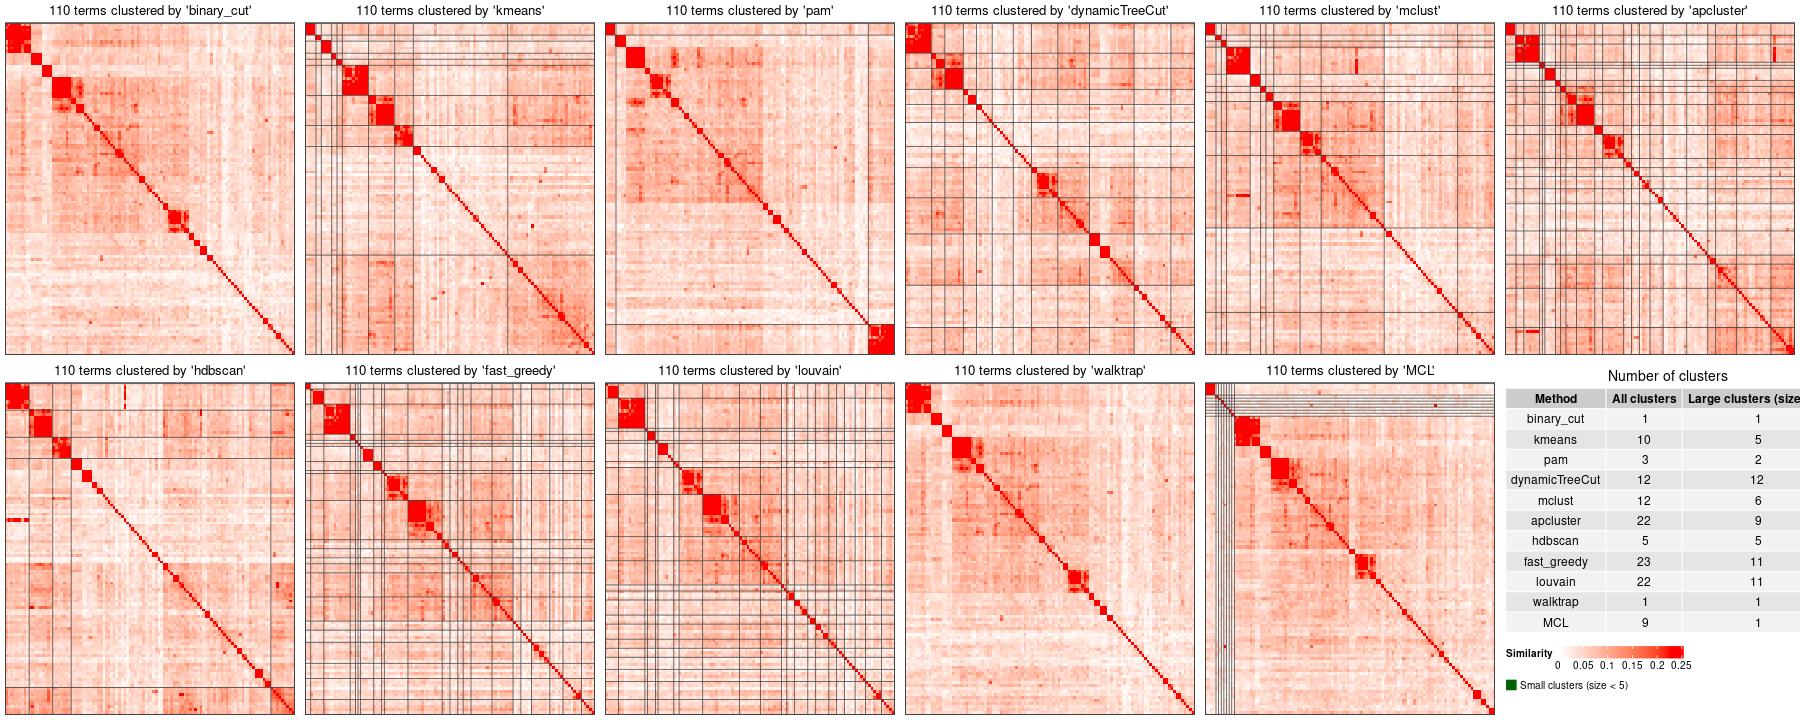 110 terms clustered by 'binary_cut'
110 terms clustered by 'kmeans'
110 terms clustered by 'pam'
110 terms clustered by 'dynamicTreeCut'
110 terms clustered by 'mclust'
110 terms clustered by 'apcluster'
110 terms clustered by 'hdbscan'
110 terms clustered by 'fast_greedy'
110 terms clustered by 'louvain'
110 terms clustered by 'walktrap'
110 terms clustered by 'MCL'
Number of clusters
Method All clusters Large clusters (size
binary_cut 1 1
kmeans 10 5
pam 3 2
dynamicTreeCut 12 12
mclust 12 6
apcluster 22 9
hdbscan 5 5
fast_greedy 23 11
louvain 22 11
walktrap 1 1
MCL 9 1
Similarity
0 0.05 0.1 0.15 0.2 0.25
Small clusters (size < 5)